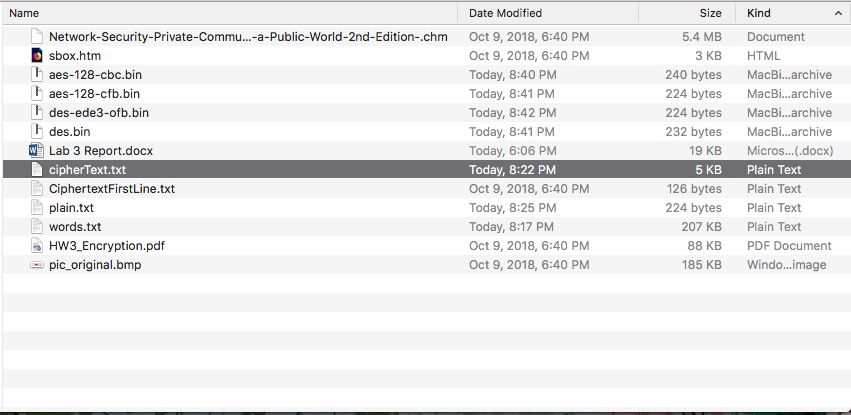 Name Date Modified Size Kind
Network-Security-Private-Commu...-a-Public-World-2nd-Edition-.chm Oct 9, 2018, 6:40 PM 5.4 MB Document
sbox.htm Oct 9, 2018, 6:40 PM 3 KB HTML
aes-128-cbc.bin Today, 8:40 PM 240 bytes MacBi...archive
aes-128-cfb.bin Today, 8:41 PM 224 bytes MacBi...archive
des-ede3-ofb.bin Today, 8:42 PM 224 bytes MacBi...archive
des.bin Today, 8:41 PM 232 bytes MacBi...archive
Lab 3 Report.docx Today, 6:06 PM 19 KB Micros...(.docx)
cipherText.txt Today, 8:22 PM 5 KB Plain Text
CiphertextFirstLine.txt Oct 9, 2018, 6:40 PM 126 bytes Plain Text
plain.txt Today, 8:25 PM 224 bytes Plain Text
words.txt Today, 8:17 PM 207 KB Plain Text
HW3_Encryption.pdf Oct 9, 2018, 6:40 PM 88 KB PDF Document
pic_original.bmp Oct 9, 2018, 6:40 PM 185 KB Windo...image